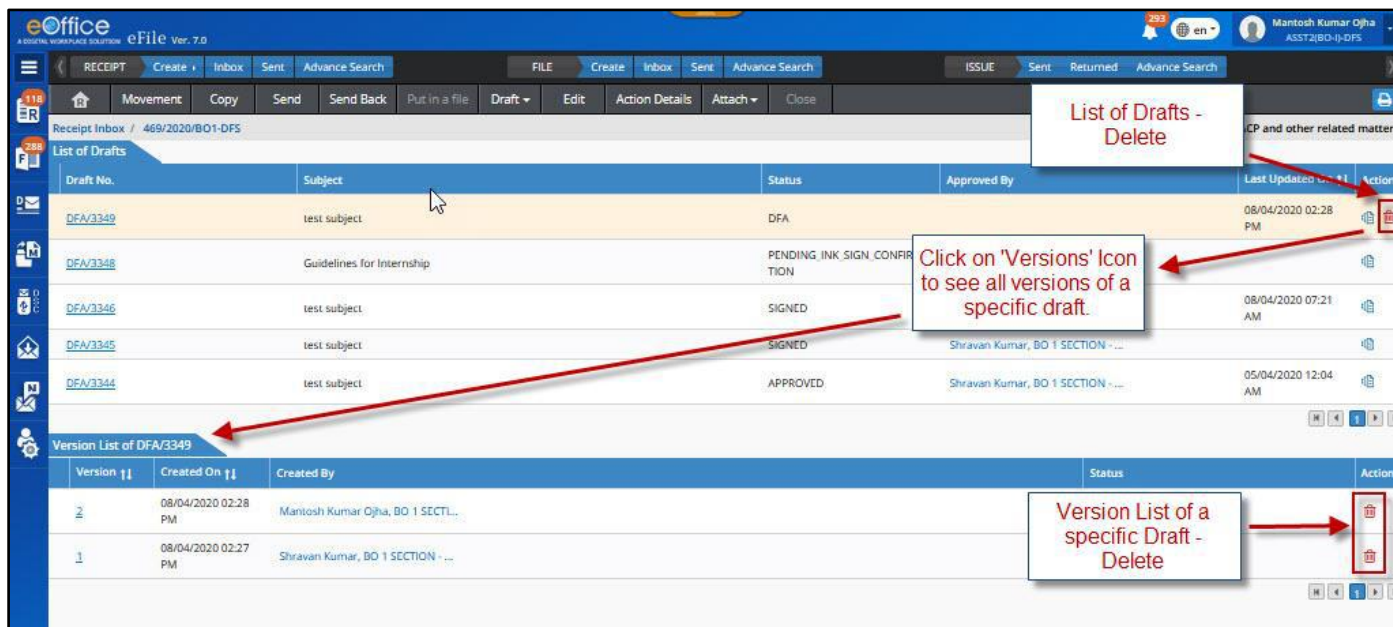 eOffice
A DIGITAL WORKPLACE SOLUTION eFile Ver. 7.0
293 en
Mantosh Kumar Ojha
ASST2(BO-I)-DFS
RECEIPT Create Inbox Sent Advance Search FILE Create Inbox Sent Advance Search ISSUE Sent Returned Advance Search
118 R Movement Copy Send Send Back Put in a file Draft Edit Action Details Attach Close
Receipt Inbox / 469/2020/BO1-DFS CP and other related matter
288 List of Drafts
Draft No. Subject Status Approved By Last Updated Action
DFA/3349 test subject DFA 08/04/2020 02:28
PM
DFA/3348 Guidelines for Internship PENDING_INK_SIGN_CONFIR
TION
DFA/3346 test subject SIGNED 08/04/2020 07:21
AM
DFA/3345 test subject SIGNED Shravan Kumar, BO 1 SECTION - ...
DFA/3344 test subject APPROVED Shravan Kumar, BO 1 SECTION - ... 05/04/2020 12:04
AM
1
List of Drafts -
Delete
Click on 'Versions' Icon
to see all versions of a
specific draft.
Version List of DFA/3349
Version Created On Created By Status Action
2 08/04/2020 02:28
PM Mantosh Kumar Ojha, BO 1 SECTI...
1 08/04/2020 02:27
PM Shravan Kumar, BO 1 SECTION - ...
Version List of a
specific Draft -
Delete
1